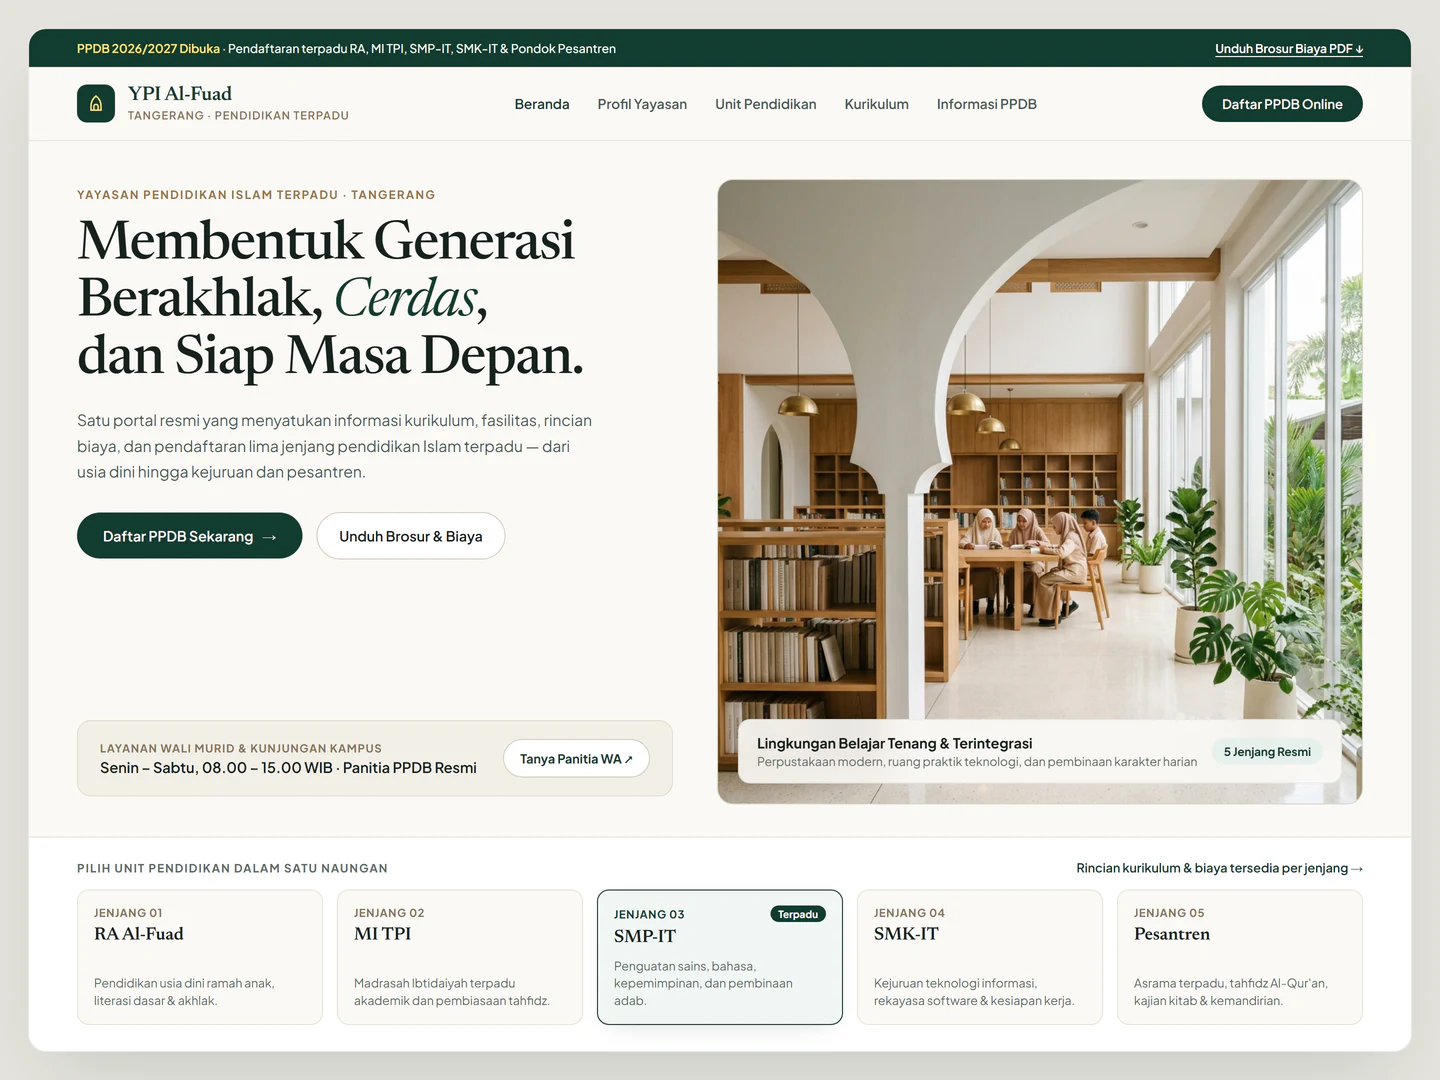 PPDB 2026/2027 Dibuka · Pendaftaran terpadu RA, MI TPI, SMP-IT, SMK-IT & Pondok Pesantren
Unduh Brosur Biaya PDF ↓
YPI Al-Fuad
TANGERANG · PENDIDIKAN TERPADU
Beranda
Profil Yayasan
Unit Pendidikan
Kurikulum
Informasi PPDB
Daftar PPDB Online
YAYASAN PENDIDIKAN ISLAM TERPADU · TANGERANG
Membentuk Generasi
Berakhlak, Cerdas,
dan Siap Masa Depan.
Satu portal resmi yang menyatukan informasi kurikulum, fasilitas, rincian
biaya, dan pendaftaran lima jenjang pendidikan Islam terpadu — dari
usia dini hingga kejuruan dan pesantren.
Daftar PPDB Sekarang →
Unduh Brosur & Biaya
LAYANAN WALI MURID & KUNJUNGAN KAMPUS
Senin – Sabtu, 08.00 – 15.00 WIB · Panitia PPDB Resmi
Tanya Panitia WA ↗
Lingkungan Belajar Tenang & Terintegrasi
Perpustakaan modern, ruang praktik teknologi, dan pembinaan karakter harian
5 Jenjang Resmi
PILIH UNIT PENDIDIKAN DALAM SATU NAUNGAN
Rincian kurikulum & biaya tersedia per jenjang →
JENJANG 01
RA Al-Fuad
Pendidikan usia dini ramah anak,
literasi dasar & akhlak.
JENJANG 02
MI TPI
Madrasah Ibtidaiyah terpadu
akademik dan pembiasaan tahfidz.
JENJANG 03
Terpadu
SMP-IT
Penguatan sains, bahasa,
kepemimpinan, dan pembinaan
adab.
JENJANG 04
SMK-IT
Kejuruan teknologi informasi,
rekayasa software & kesiapan kerja.
JENJANG 05
Pesantren
Asrama terpadu, tahfidz Al-Qur'an,
kajian kitab & kemandirian.